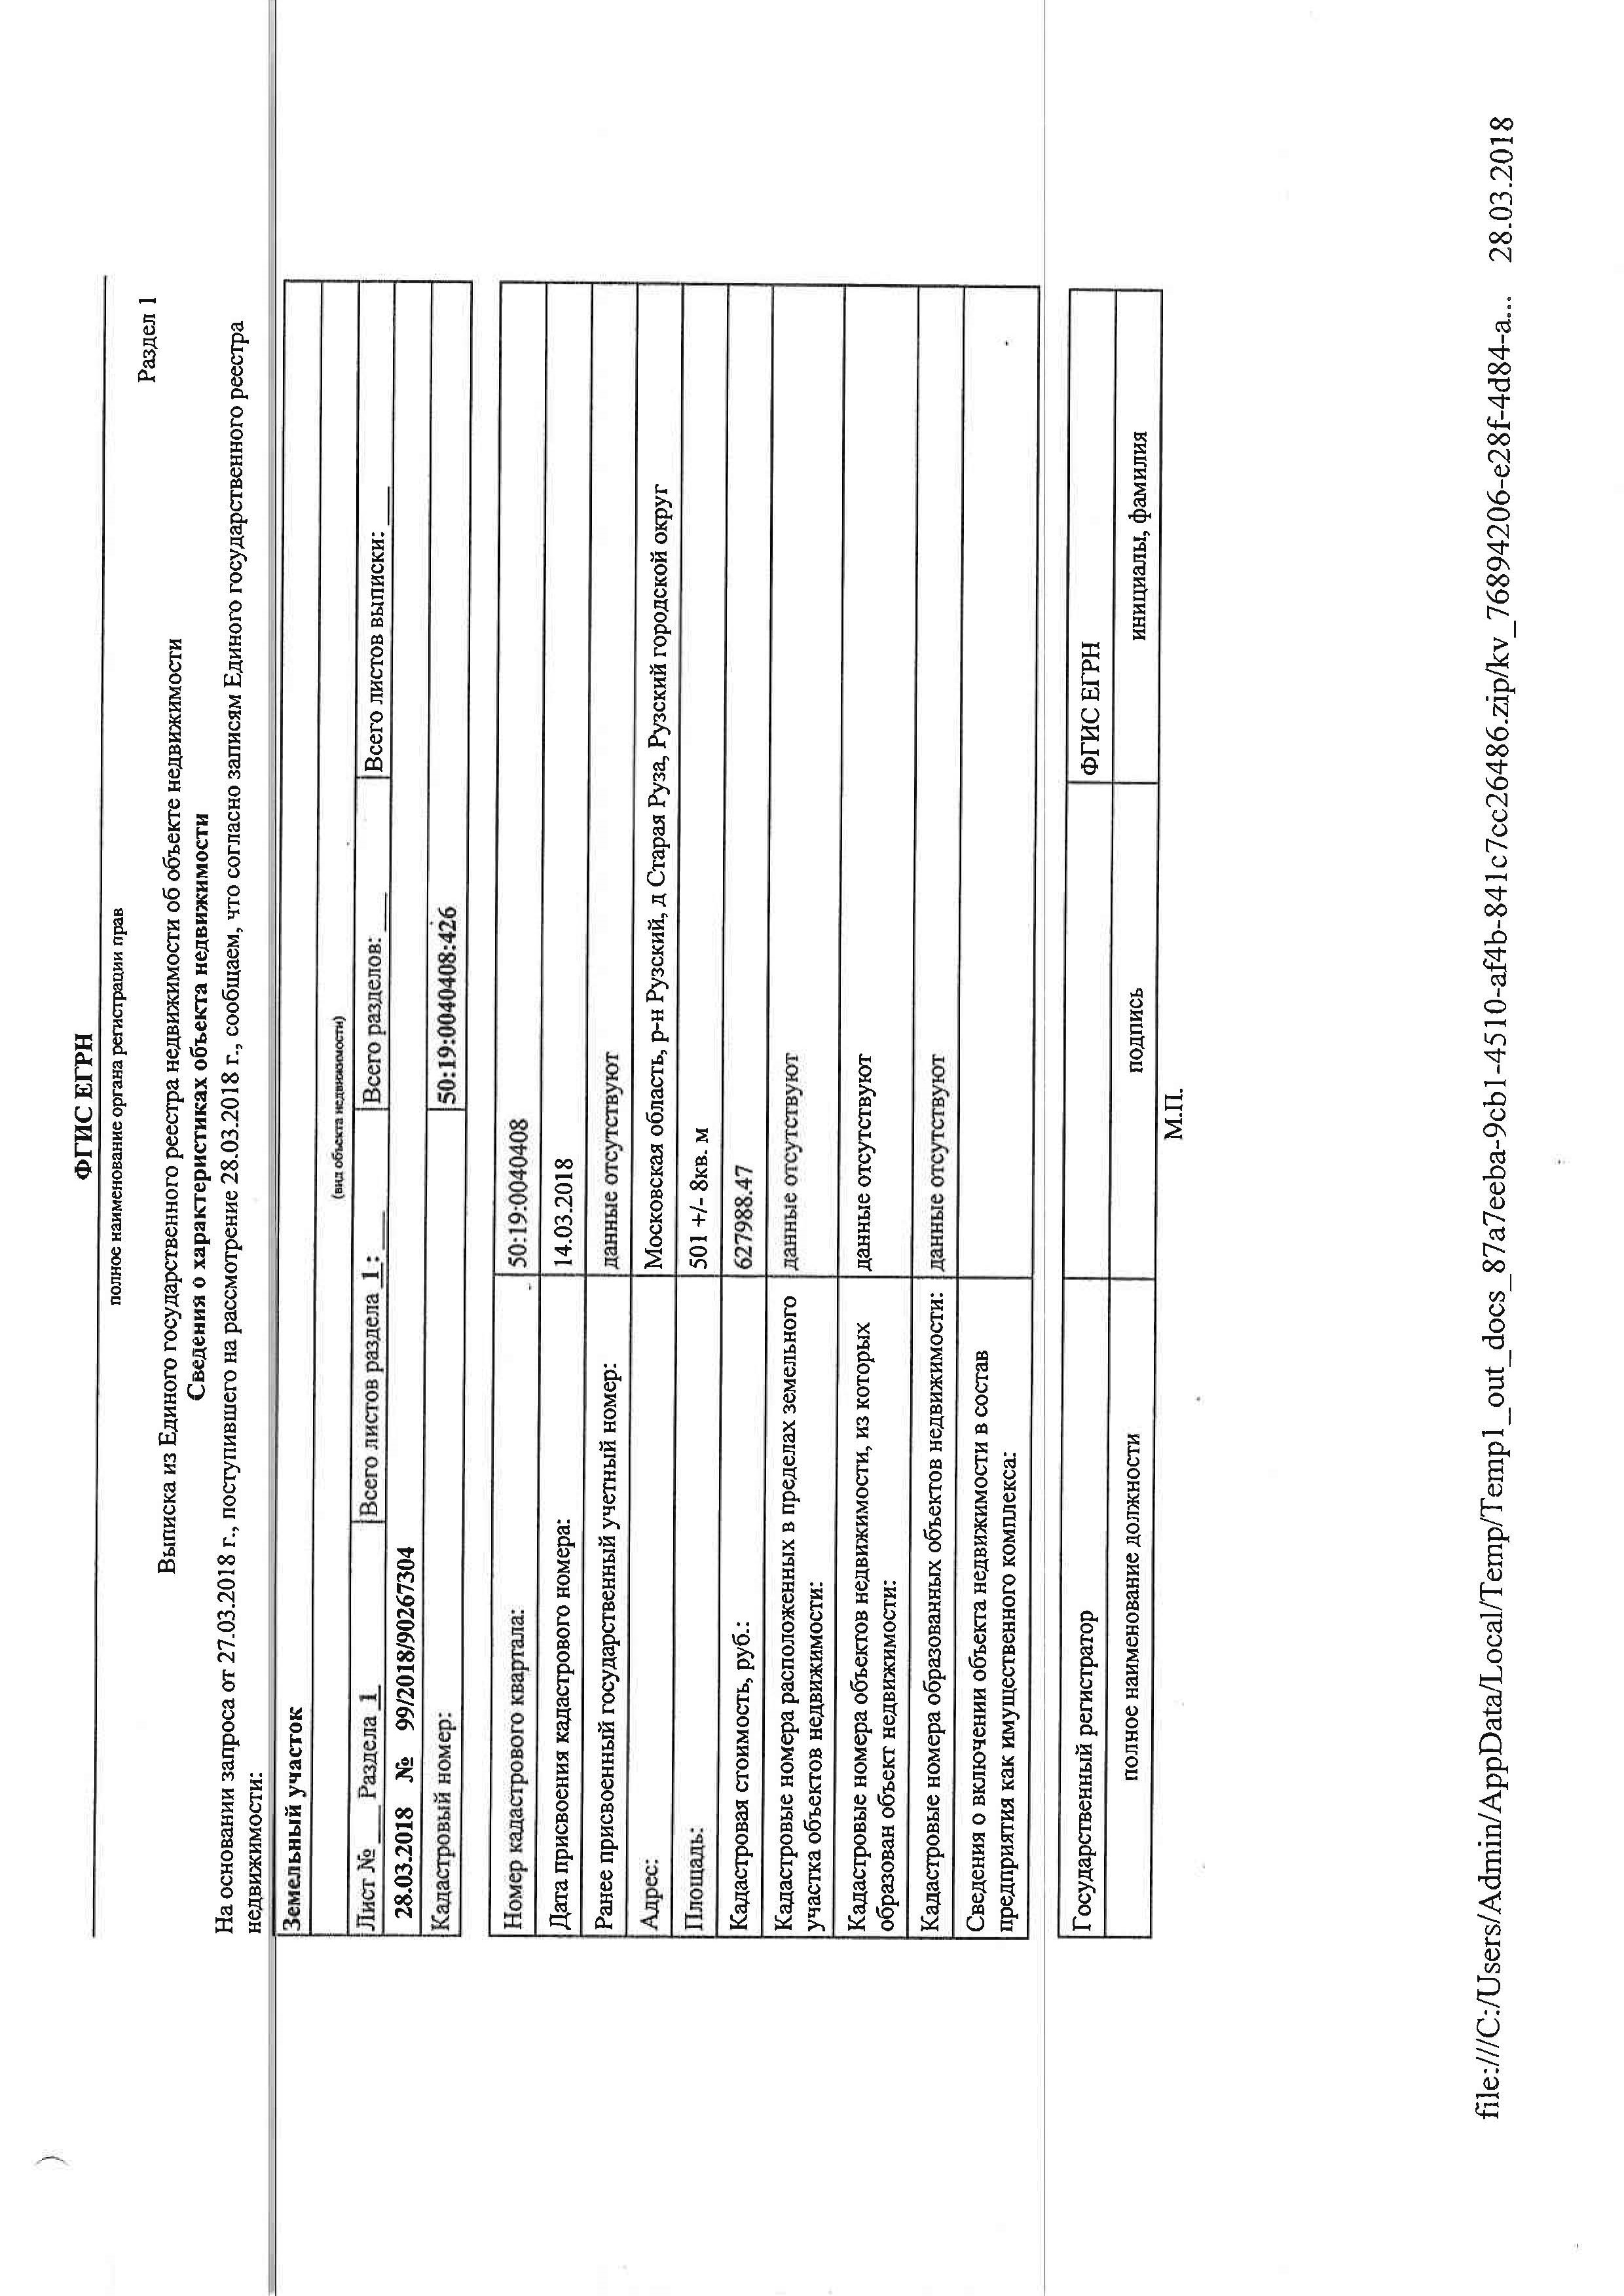 ФГИС ЕГРН
полное наименование органа регистрации прав
Раздел 1
Выписка из Единого государственного реестра недвижимости об объекте недвижимости
Сведения о характеристиках объекта недвижимости
На основании запроса от 27.03.2018 г., поступившего на рассмотрение 28.03.2018 г., сообщаем, что согласно записям Единого государственного реестра
недвижимости:
Земельный участок
(вид объекта недвижимости)
Лист № ___ Раздела 1 Всего листов раздела 1 : ___ Всего разделов: ___ Всего листов выписки: ___
28.03.2018 № 99/2018/90267304
Кадастровый номер: 50:19:0040408:426
Номер кадастрового квартала: 50:19:0040408
Дата присвоения кадастрового номера: 14.03.2018
Ранее присвоенный государственный учетный номер: данные отсутствуют
Адрес: Московская область, р-н Рузский, д Старая Руза, Рузский городской округ
Площадь: 501 +/- 8кв. м
Кадастровая стоимость, руб.: 627988.47
Кадастровые номера расположенных в пределах земельного данные отсутствуют
участка объектов недвижимости:
Кадастровые номера объектов недвижимости, из которых данные отсутствуют
образован объект недвижимости:
Кадастровые номера образованных объектов недвижимости: данные отсутствуют
Сведения о включении объекта недвижимости в состав
предприятия как имущественного комплекса:
Государственный регистратор ФГИС ЕГРН
полное наименование должности подпись инициалы, фамилия
М.П.
file:///C:/Users/Admin/AppData/Local/Temp/Temp1_out_docs_87a7eeba-9cb1-4510-af4b-841c7cc26486.zip/kv_76894206-e28f-4d84-a... 28.03.2018